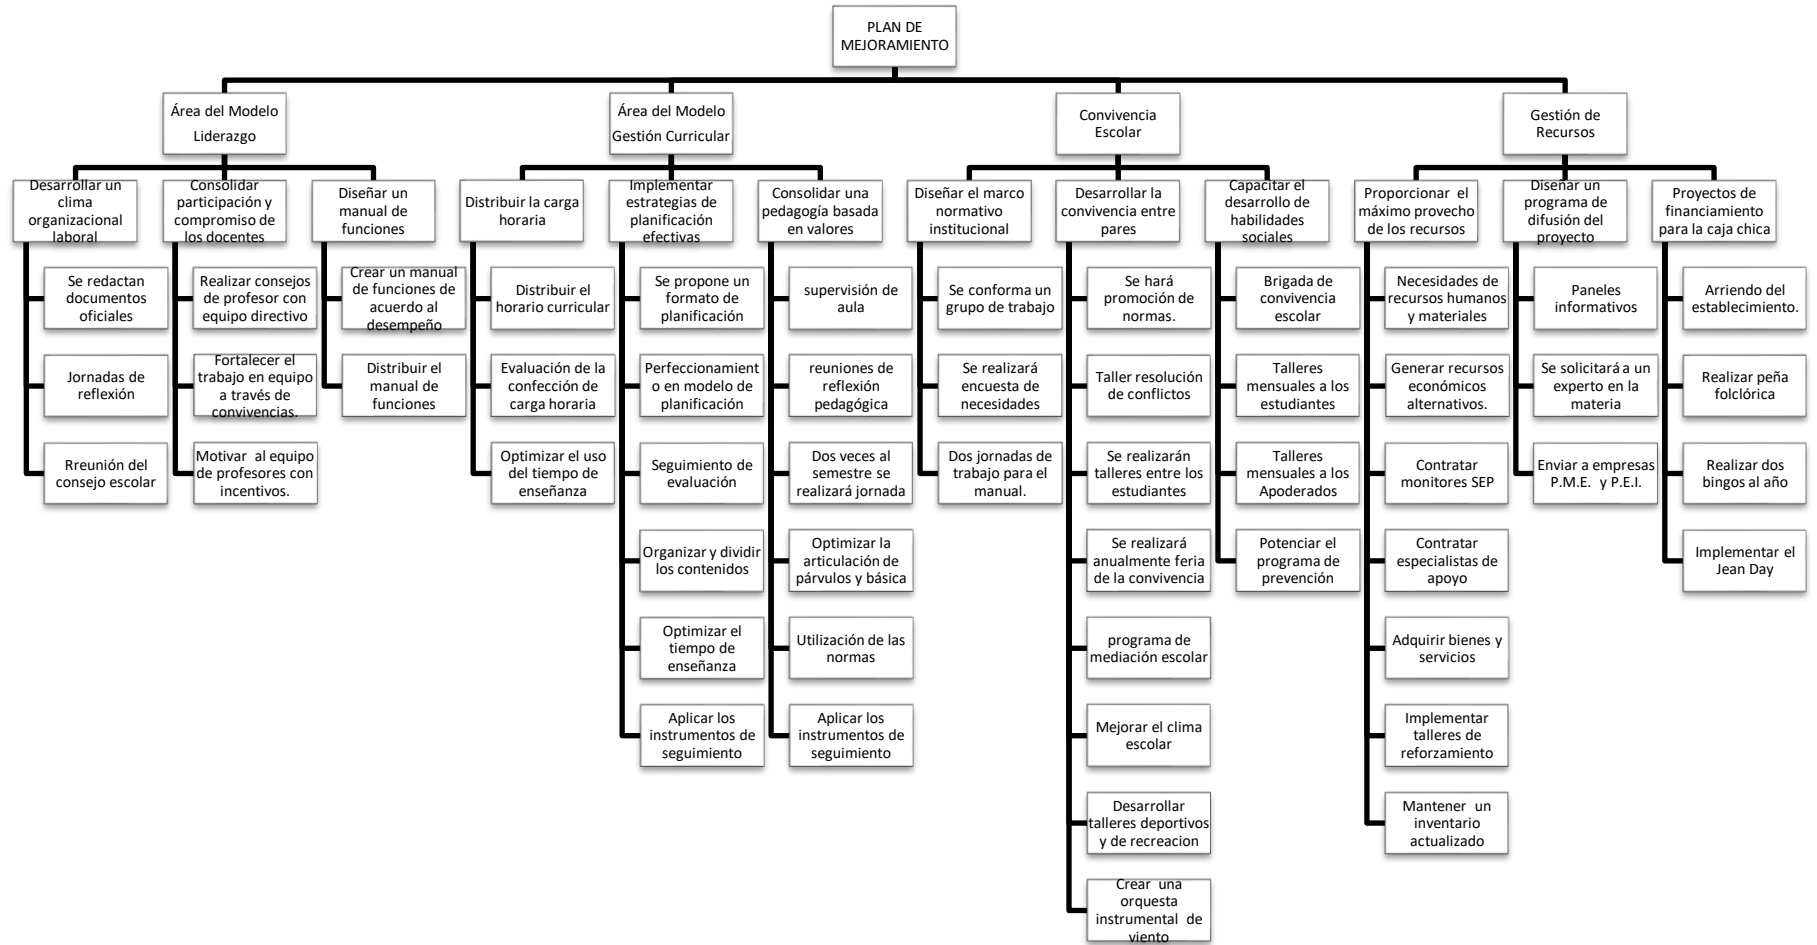 PLAN DE
MEJORAMIENTO
Área del Modelo
Liderazgo
Desarrollar un
clima
organizacional
laboral
Se redactan
documentos
oficiales
Jornadas de
reflexión
Rreunión del
consejo escolar
Consolidar
participación y
compromiso de
los docentes
Realizar consejos
de profesor con
equipo directivo
Fortalecer el
trabajo en equipo
a través de
convivencias.
Motivar al equipo
de profesores con
incentivos.
Diseñar un
manual de
funciones
Crear un manual
de funciones de
acuerdo al
desempeño
Distribuir el
manual de
funciones
Área del Modelo
Gestión Curricular
Distribuir la carga
horaria
Distribuir el
horario curricular
Evaluación de la
confección de
carga horaria
Optimizar el uso
del tiempo de
enseñanza
Implementar
estrategias de
planificación
efectivas
Se propone un
formato de
planificación
Perfeccionamient
o en modelo de
planificación
Seguimiento de
evaluación
Organizar y dividir
los contenidos
Optimizar el
tiempo de
enseñanza
Aplicar los
instrumentos de
seguimiento
Consolidar una
pedagogía basada
en valores
supervisión de
aula
reuniones de
reflexión
pedagógica
Dos veces al
semestre se
realizará jornada
Optimizar la
articulación de
párvulos y básica
Utilización de las
normas
Aplicar los
instrumentos de
seguimiento
Convivencia
Escolar
Diseñar el marco
normativo
institucional
Se conforma un
grupo de trabajo
Se realizará
encuesta de
necesidades
Dos jornadas de
trabajo para el
manual.
Desarrollar la
convivencia entre
pares
Se hará
promoción de
normas.
Taller resolución
de conflictos
Se realizarán
talleres entre los
estudiantes
Se realizará
anualmente feria
de la convivencia
programa de
mediación escolar
Mejorar el clima
escolar
Desarrollar
talleres deportivos
y de recreacion
Crear una
orquesta
instrumental de
viento
Capacitar el
desarrollo de
habilidades
sociales
Brigada de
convivencia
escolar
Talleres
mensuales a los
estudiantes
Talleres
mensuales a los
Apoderados
Potenciar el
programa de
prevención
Gestión de
Recursos
Proporcionar el
máximo provecho
de los recursos
Necesidades de
recursos humanos
y materiales
Generar recursos
económicos
alternativos.
Contratar
monitores SEP
Contratar
especialistas de
apoyo
Adquirir bienes y
servicios
Implementar
talleres de
reforzamiento
Mantener un
inventario
actualizado
Diseñar un
programa de
difusión del
proyecto
Paneles
informativos
Se solicitará a un
experto en la
materia
Enviar a empresas
P.M.E. y P.E.I.
Proyectos de
financiamiento
para la caja chica
Arriendo del
establecimiento.
Realizar peña
folclórica
Realizar dos
bingos al año
Implementar el
Jean Day